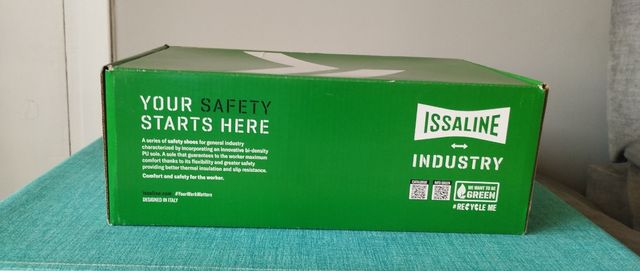 YOUR SAFETY
STARTS HERE
A series of safety shoes for general industry
characterized by incorporating an innovative bi-density
PU sole. A sole that guarantees to the worker maximum
comfort thanks to its flexibility and greater safety
providing better thermal insulation and slip resistance.
Comfort and safety for the worker.
issaline.com #YourWorkMatters
DESIGNED IN ITALY
ISSALINE
INDUSTRY
WE WANT TO BE
GREEN
#RECYCLE ME